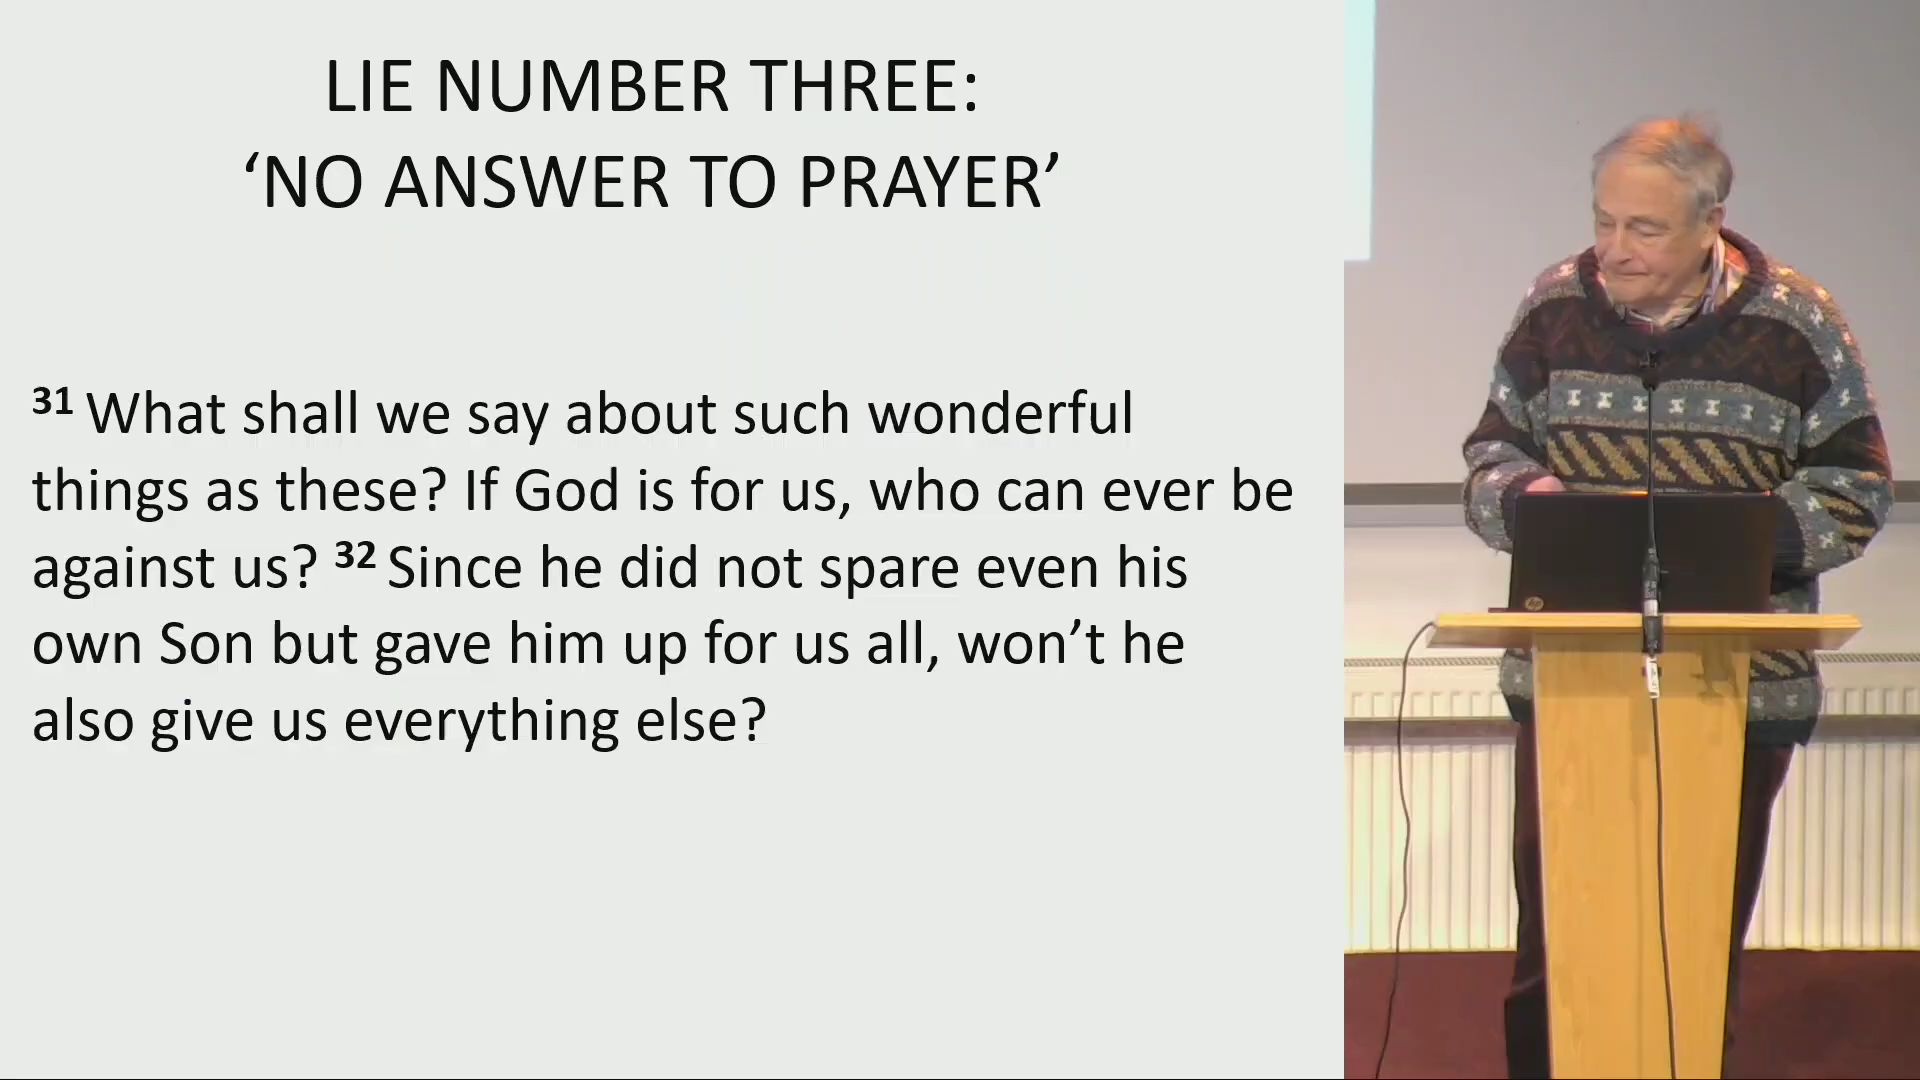 LIE NUMBER THREE:
‘NO ANSWER TO PRAYER’
31 What shall we say about such wonderful
things as these? If God is for us, who can ever be
against us? 32 Since he did not spare even his
own Son but gave him up for us all, won’t he
also give us everything else?
hp